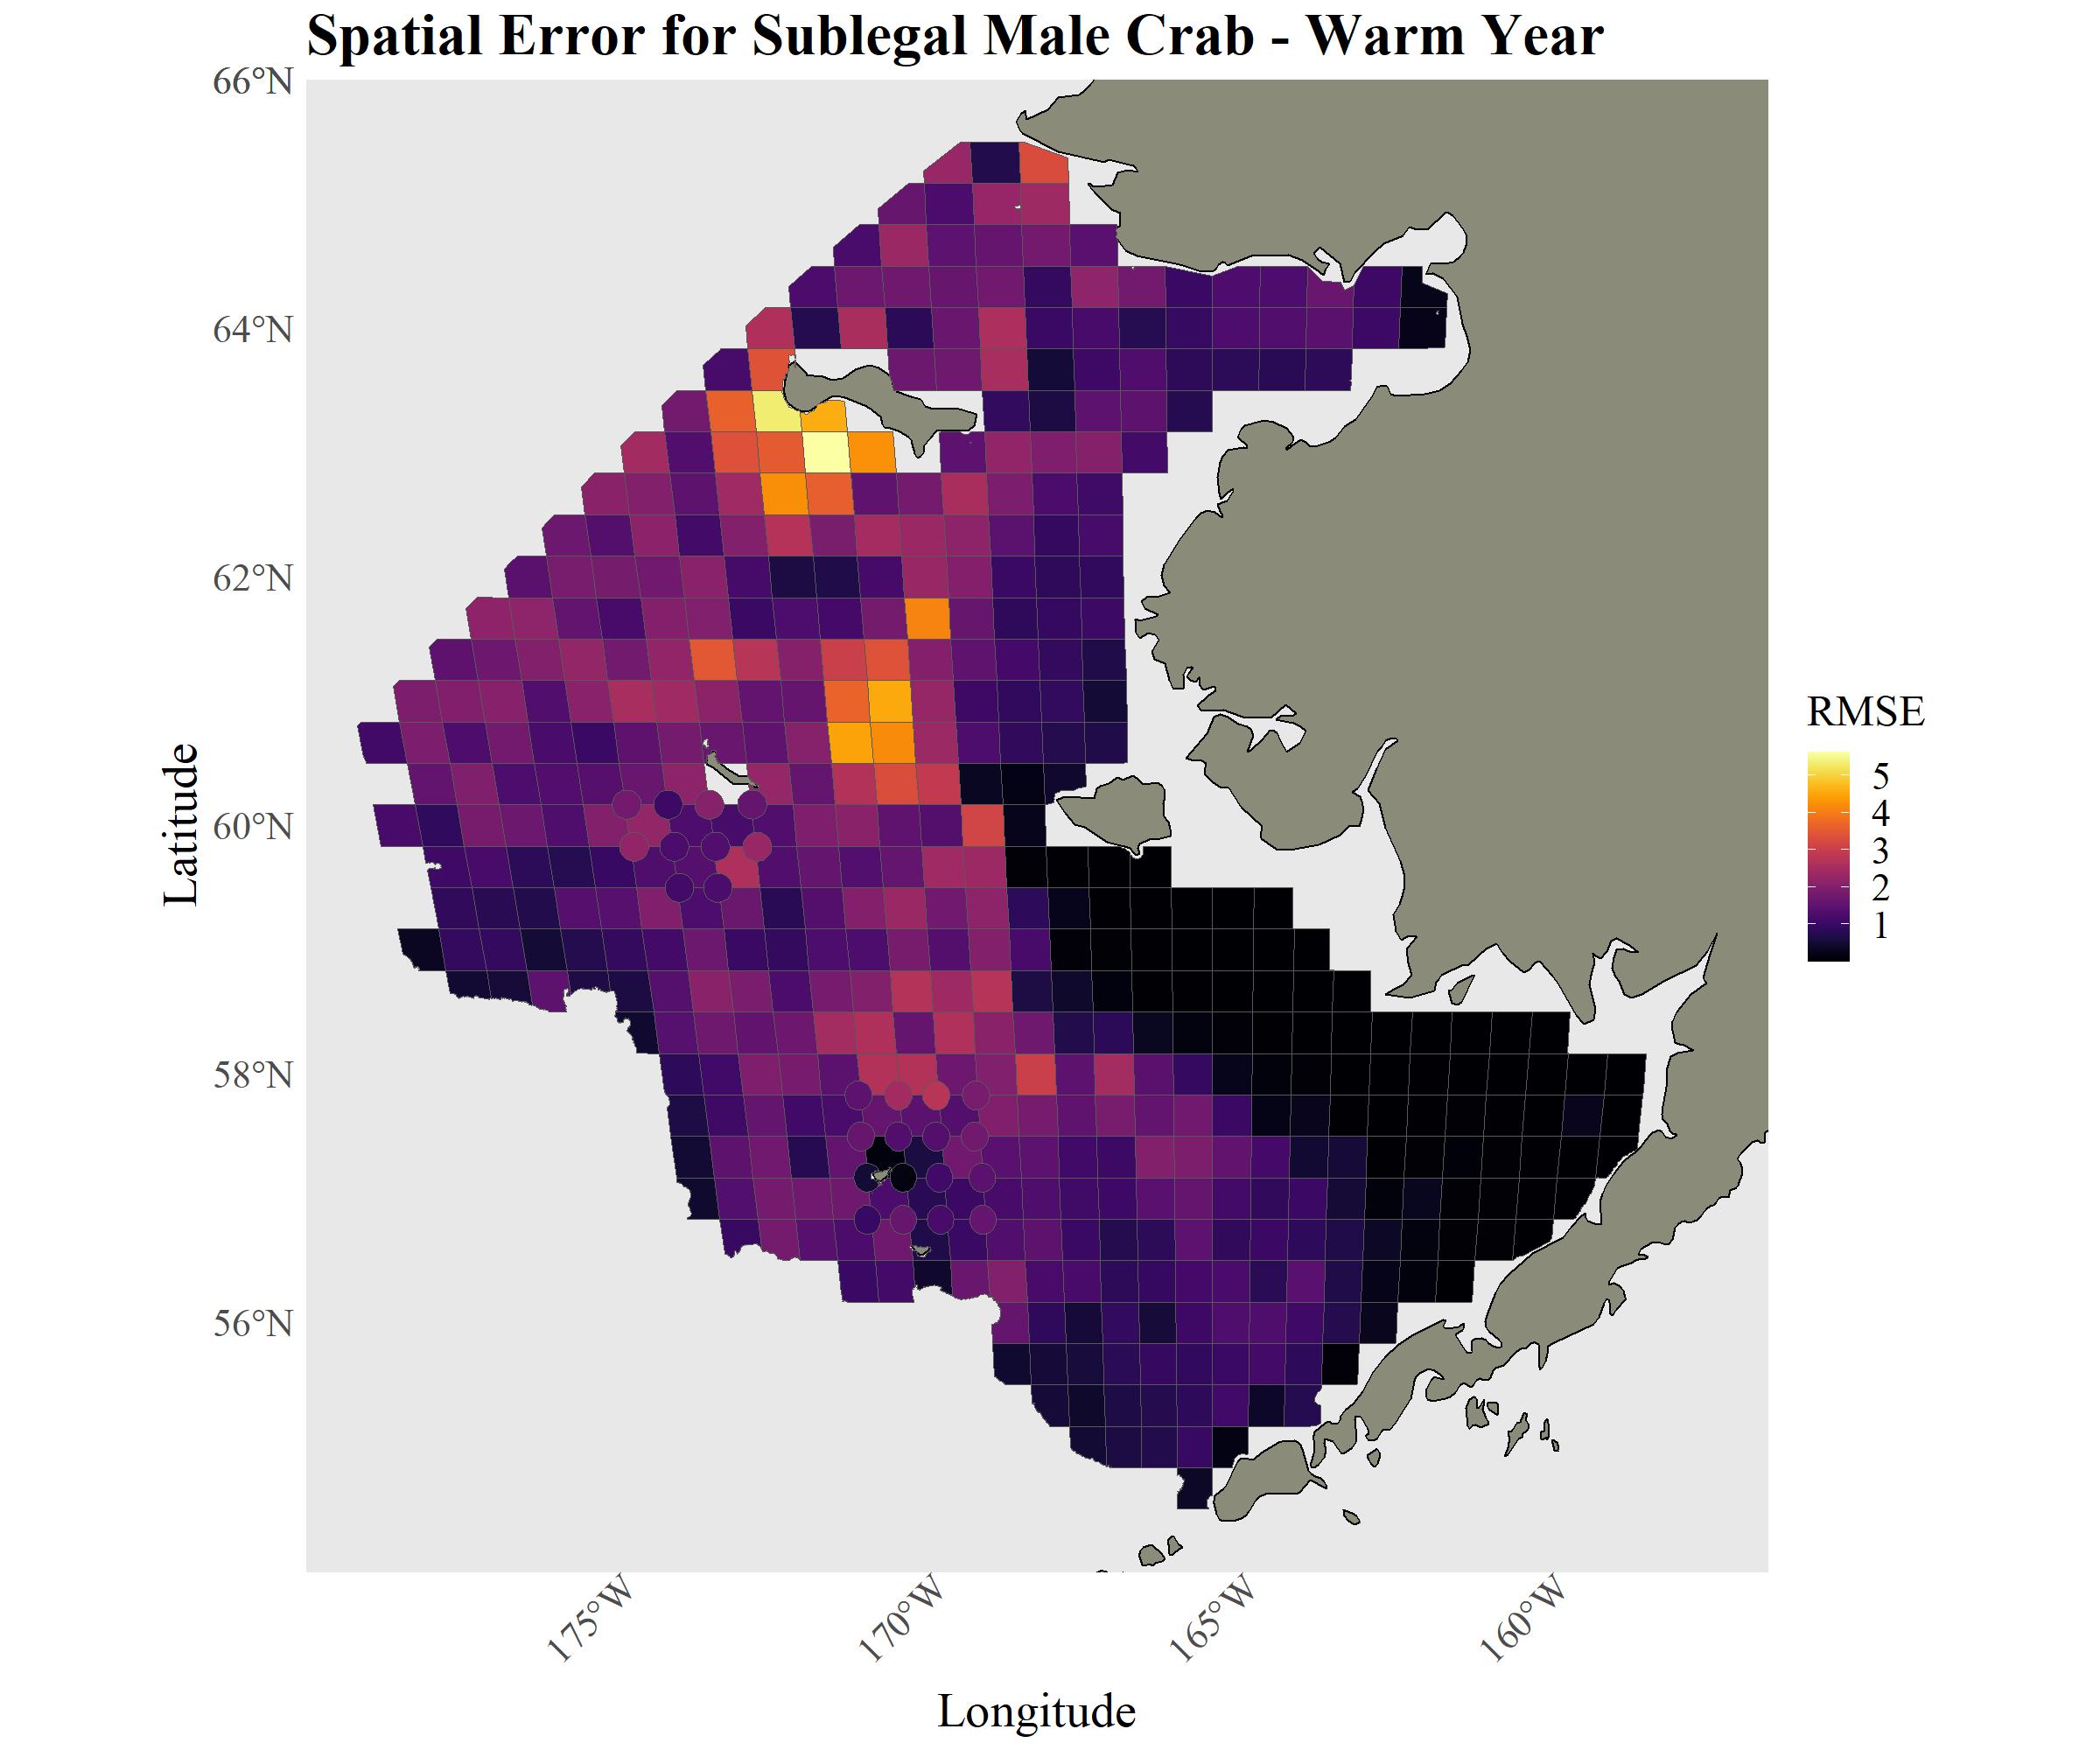 Spatial Error for Sublegal Male Crab - Warm Year
66°N
64°N
62°N
60°N
58°N
56°N
Latitude
175°W
170°W
165°W
160°W
Longitude
RMSE
5
4
3
2
1